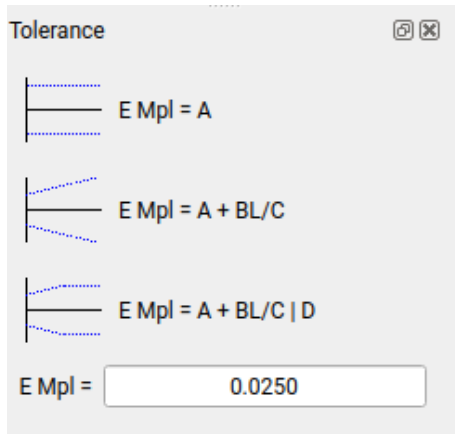 Tolerance
E Mpl = A
E Mpl = A + BL/C
E Mpl = A + BL/C | D
E Mpl = 0.0250